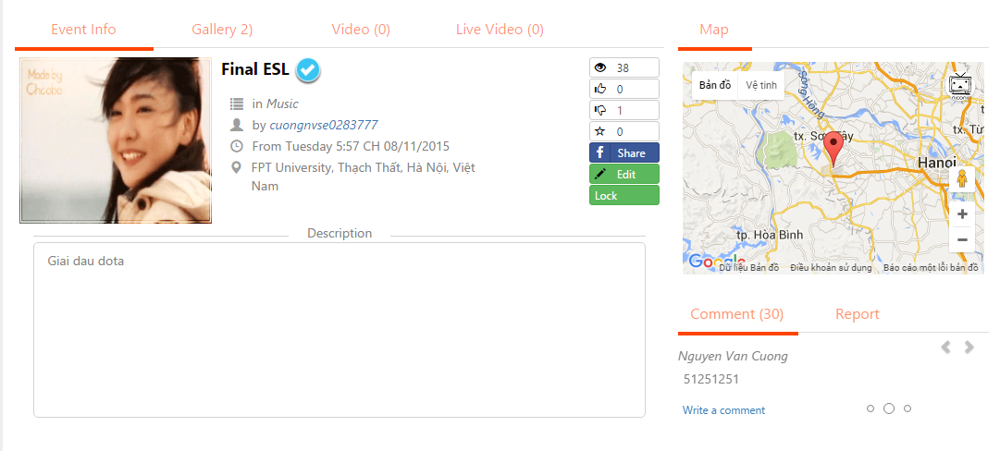 Event Info Gallery 2) Video (0) Live Video (0)
Made by
Chcobo
Final ESL
in Music
by cuongnvse0283777
From Tuesday 5:57 CH 08/11/2015
FPT University, Thạch Thất, Hà Nội, Việt
Nam
38
0
1
0
Share
Edit
Lock
Description
Giai dau dota
Map
Bản đồ Vệ tinh
Sông Hồng
tx. Sơn Tây
Hanoi
tp. Hòa Bình
tx. Từ
Google
Dữ liệu Bản đồ Điều khoản sử dụng Báo cáo một lỗi bản đồ
Comment (30) Report
Nguyen Van Cuong
51251251
Write a comment